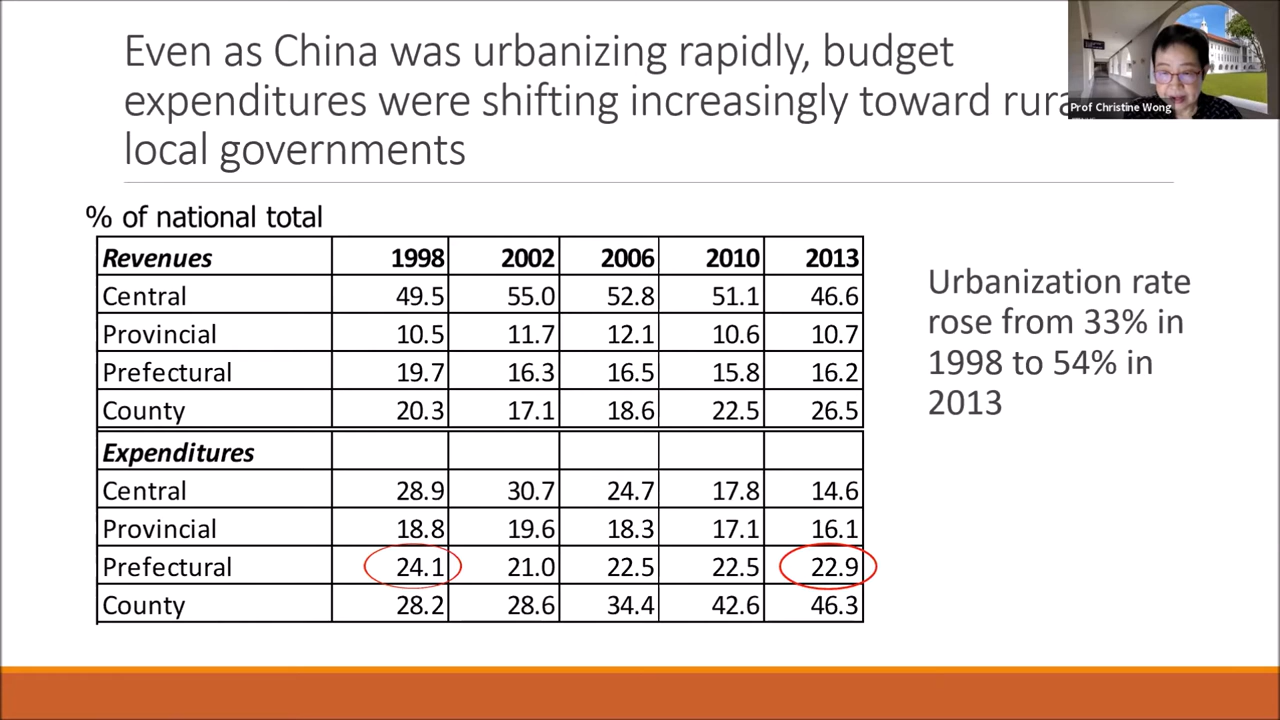 Even as China was urbanizing rapidly, budget
expenditures were shifting increasingly toward rura
local governments
Prof Christine Wong
% of national total
Revenues 1998 2002 2006 2010 2013
Central 49.5 55.0 52.8 51.1 46.6
Provincial 10.5 11.7 12.1 10.6 10.7
Prefectural 19.7 16.3 16.5 15.8 16.2
County 20.3 17.1 18.6 22.5 26.5
Expenditures
Central 28.9 30.7 24.7 17.8 14.6
Provincial 18.8 19.6 18.3 17.1 16.1
Prefectural 24.1 21.0 22.5 22.5 22.9
County 28.2 28.6 34.4 42.6 46.3
Urbanization rate
rose from 33% in
1998 to 54% in
2013